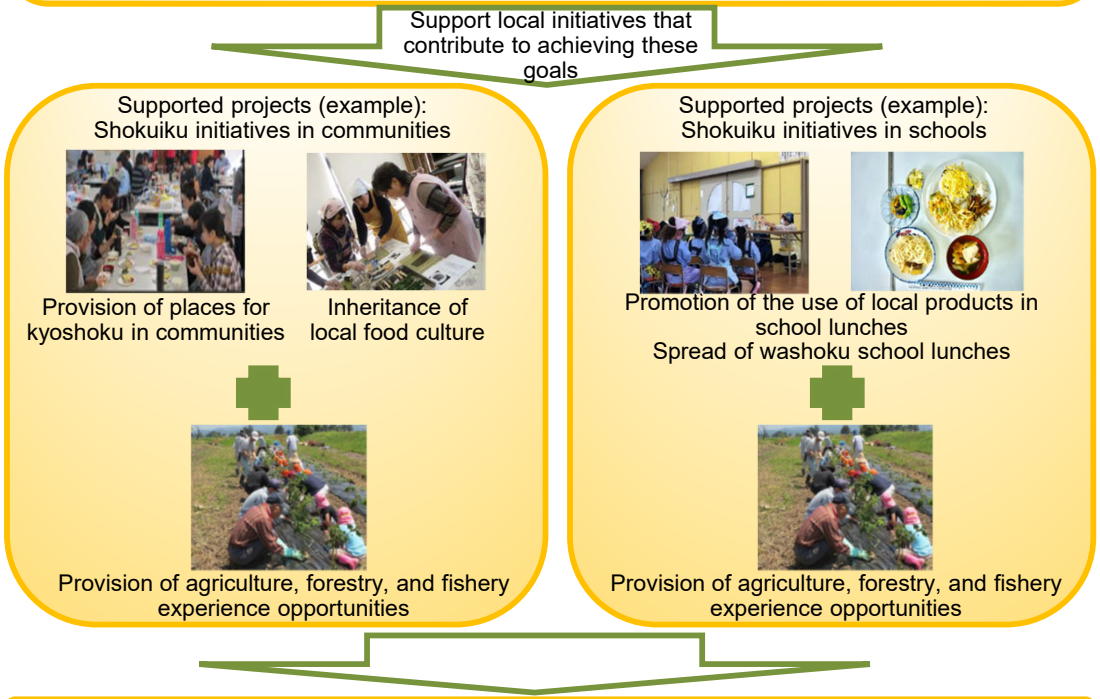 Support local initiatives that
contribute to achieving these
goals
Supported projects (example):
Shokuiku initiatives in communities
Provision of places for
kyoshoku in communities
Inheritance of
local food culture
Provision of agriculture, forestry, and fishery
experience opportunities
Supported projects (example):
Shokuiku initiatives in schools
Promotion of the use of local products in
school lunches
Spread of washoku school lunches
Provision of agriculture, forestry, and fishery
experience opportunities